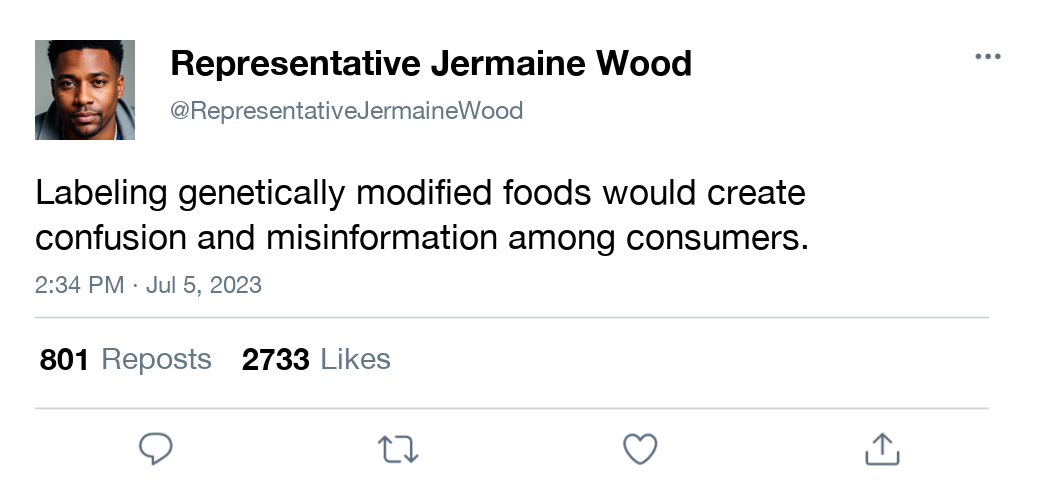 Representative Jermaine Wood
@RepresentativeJermaineWood
Labeling genetically modified foods would create
confusion and misinformation among consumers.
2:34 PM · Jul 5, 2023
801 Reposts 2733 Likes